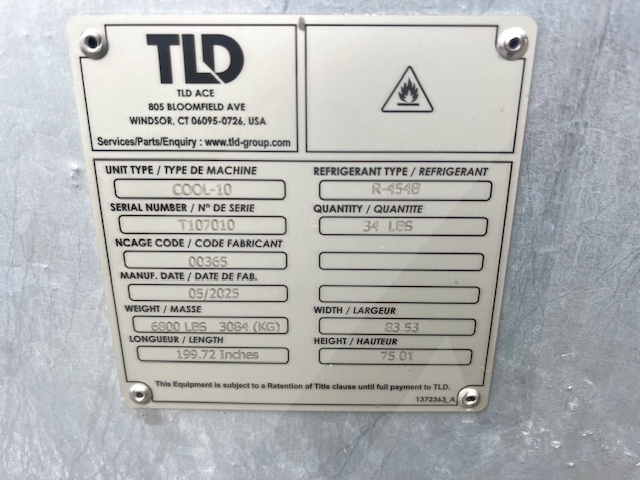 TLD
TLD ACE
805 BLOOMFIELD AVE
WINDSOR, CT 06095-0726, USA
Services/Parts/Enquiry : www.tld-group.com
UNIT TYPE / TYPE DE MACHINE
COOL-10
SERIAL NUMBER / N° DE SERIE
T107010
NCAGE CODE / CODE FABRICANT
00365
MANUF. DATE / DATE DE FAB.
05/2025
WEIGHT / MASSE
6800 LBS 3084 (KG)
LONGUEUR / LENGTH
199.72 Inches
REFRIGERANT TYPE / REFRIGERANT
R-454B
QUANTITY / QUANTITE
34 LBS
WIDTH / LARGEUR
83.53
HEIGHT / HAUTEUR
75.01
This Equipment is subject to a Retention of Title clause until full payment to TLD.
1372363_A